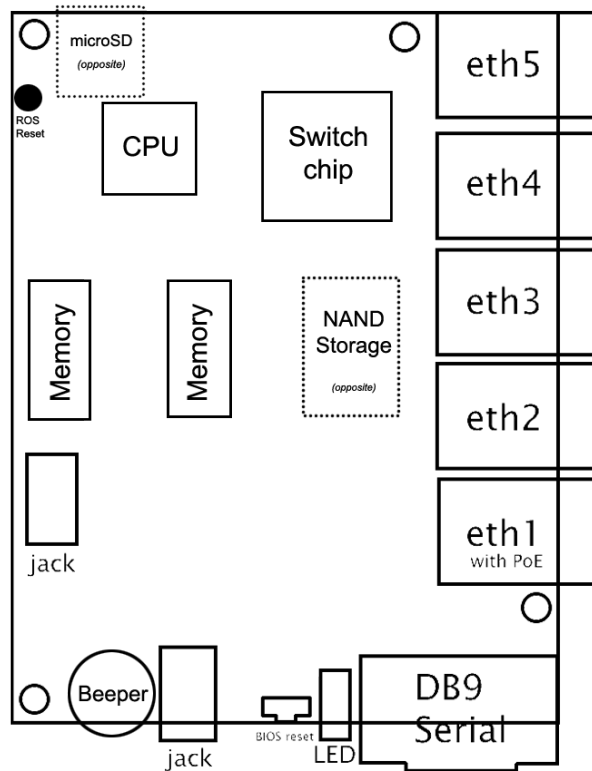 microSD
(opposite)
ROS
Reset
CPU
Switch
chip
eth5
eth4
Memory
Memory
NAND
Storage
(opposite)
eth3
eth2
jack
eth1
with PoE
Beeper
jack
BIOS reset
LED
DB9
Serial